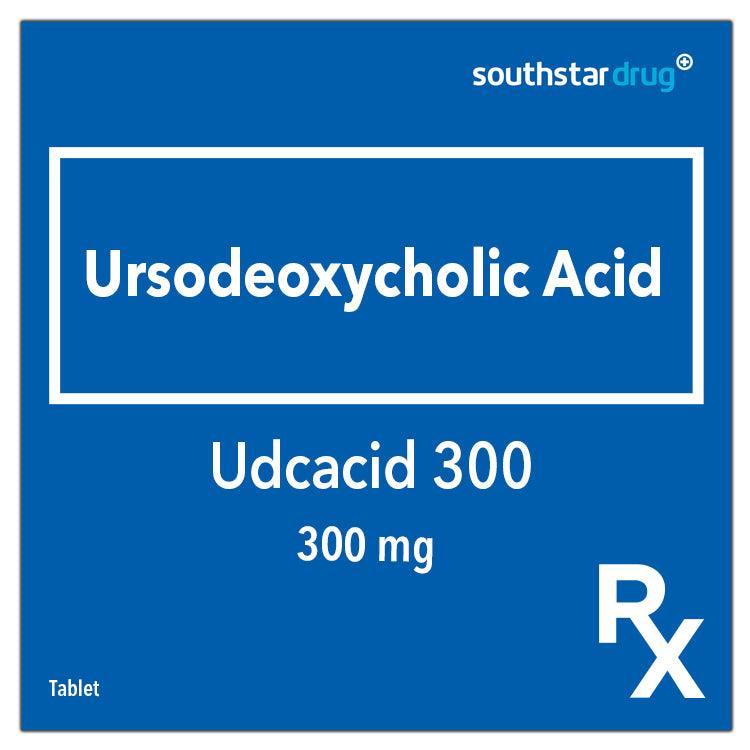 southstar drug
Ursodeoxycholic Acid
Udcacid 300
300 mg
Rx
Tablet